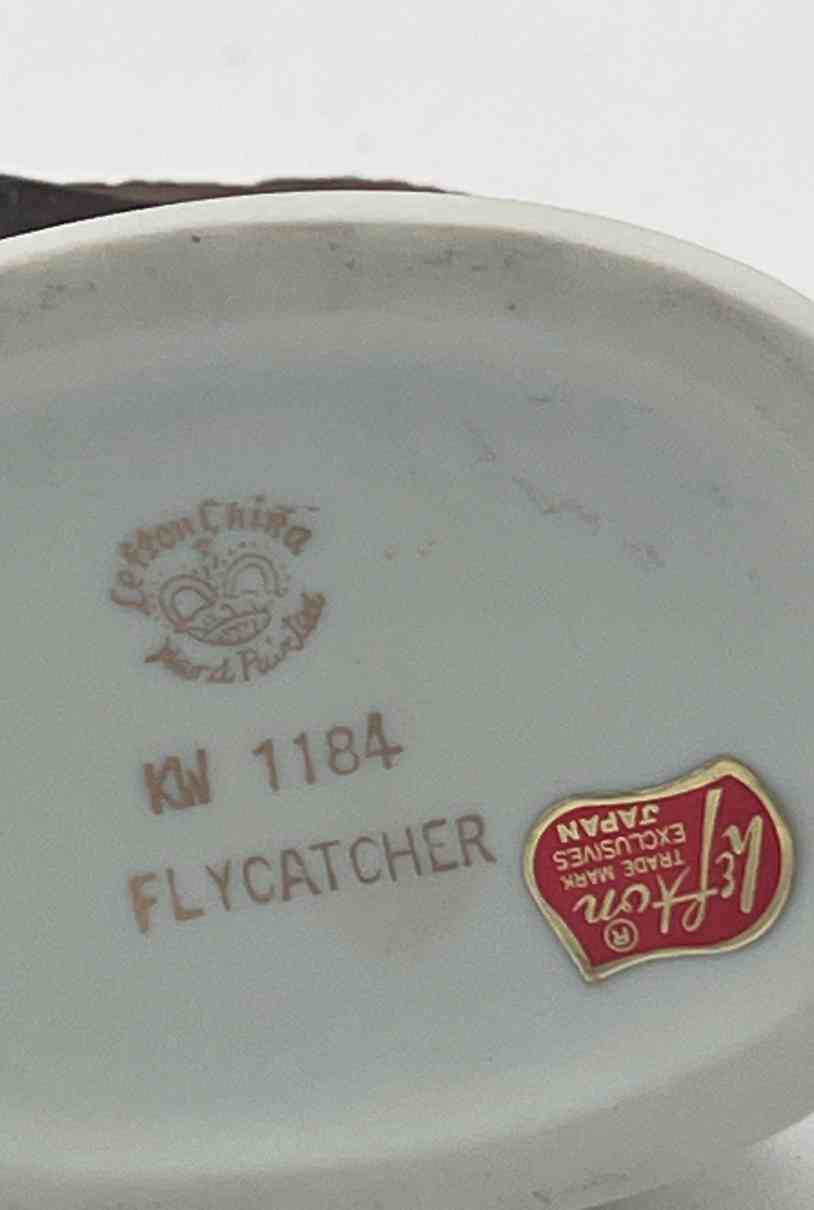 Lefton China
Hand Painted
KW 1184
FLYCATCHER
Lefton
®
TRADE MARK
EXCLUSIVES
JAPAN